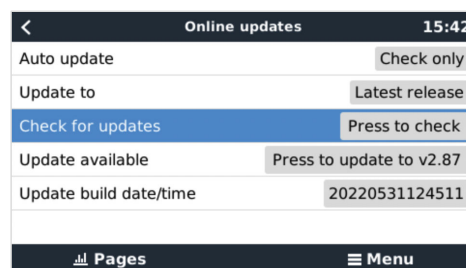 Online updates 15:42
Auto update Check only
Update to Latest release
Check for updates Press to check
Update available Press to update to v2.87
Update build date/time 20220531124511
Pages Menu